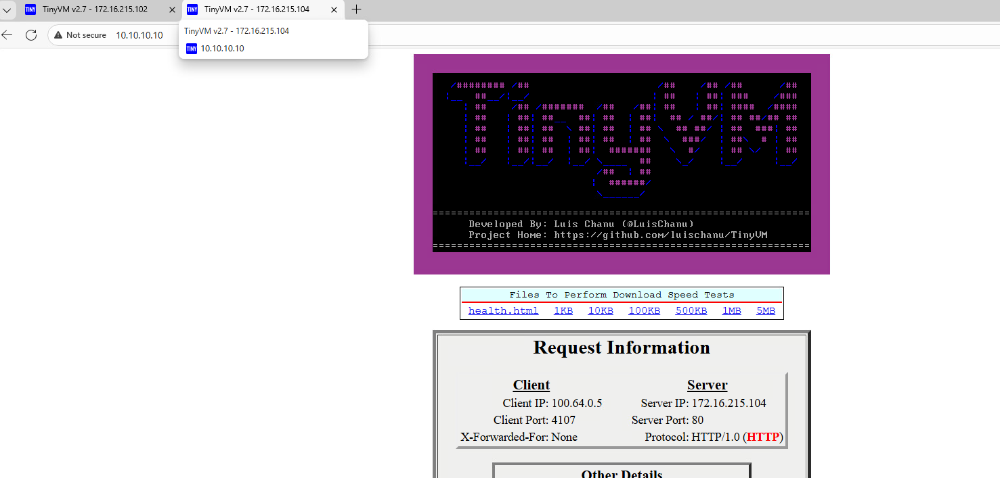 TINY TinyVM v2.7 - 172.16.215.102
TINY TinyVM v2.7 - 172.16.215.104
Not secure 10.10.10.10
TinyVM v2.7 - 172.16.215.104
TINY 10.10.10.10
TinyVM
Developed By: Luis Chanu (@LuisChanu)
Project Home: https://github.com/luischanu/TinyVM
Files To Perform Download Speed Tests
health.html 1KB 10KB 100KB 500KB 1MB 5MB
Request Information
Client Server
Client IP: 100.64.0.5 Server IP: 172.16.215.104
Client Port: 4107 Server Port: 80
X-Forwarded-For: None Protocol: HTTP/1.0 (HTTP)
Other Details